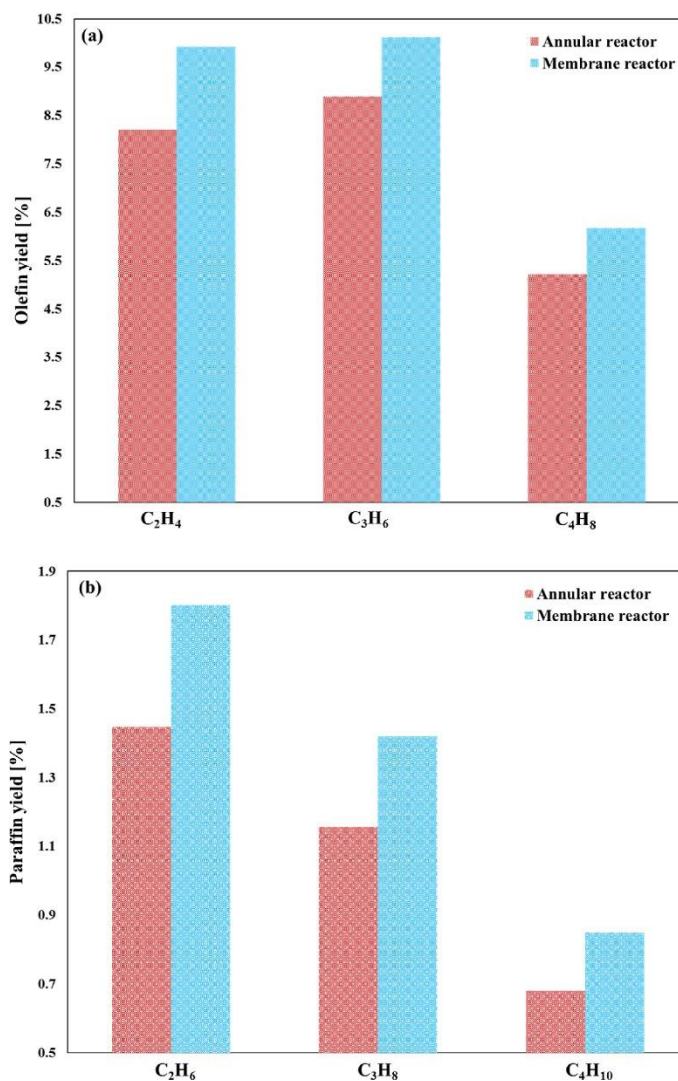 (a)
Annular reactor
Membrane reactor
Olefin yield [%]
10.5
9.5
8.5
7.5
6.5
5.5
4.5
3.5
2.5
1.5
0.5
C₂H₄ C₃H₆ C₄H₈
(b)
Annular reactor
Membrane reactor
Paraffin yield [%]
1.9
1.7
1.5
1.3
1.1
0.9
0.7
0.5
C₂H₆ C₃H₈ C₄H₁₀